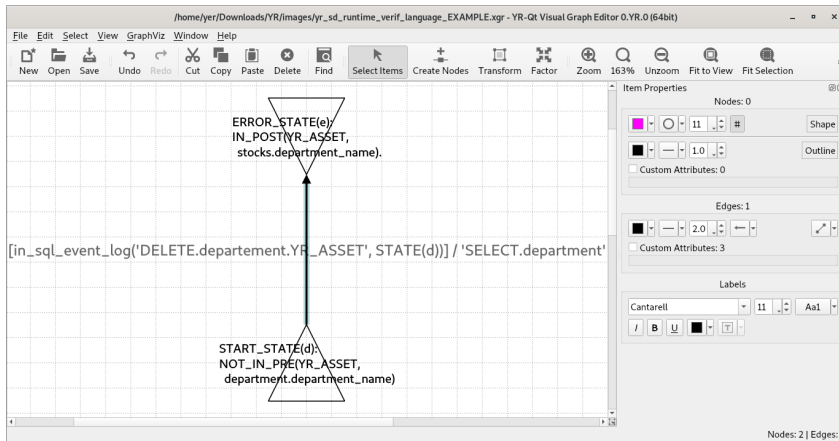 /home/yer/Downloads/YR/images/yr_sd_runtime_verif_language_EXAMPLE.xgr - YR-Qt Visual Graph Editor 0.YR.0 (64bit)
File Edit Select View GraphViz Window Help
New Open Save Undo Redo Cut Copy Paste Delete Find Select Items Create Nodes Transform Factor Zoom 163% Unzoom Fit to View Fit Selection
ERROR_STATE(e):
IN_POST(YR_ASSET,
stocks.department_name).
[in_sql_event_log('DELETE.departement.YR_ASSET', STATE(d))] / 'SELECT.department'
START_STATE(d):
NOT_IN_PRE(YR_ASSET,
department.department_name)
Item Properties
Nodes: 0
11 # Shape
1.0 Outline
Custom Attributes: 0
Edges: 1
2.0
Custom Attributes: 3
Labels
Cantarell 11 Aa1
I B U T
Nodes: 2 | Edges: